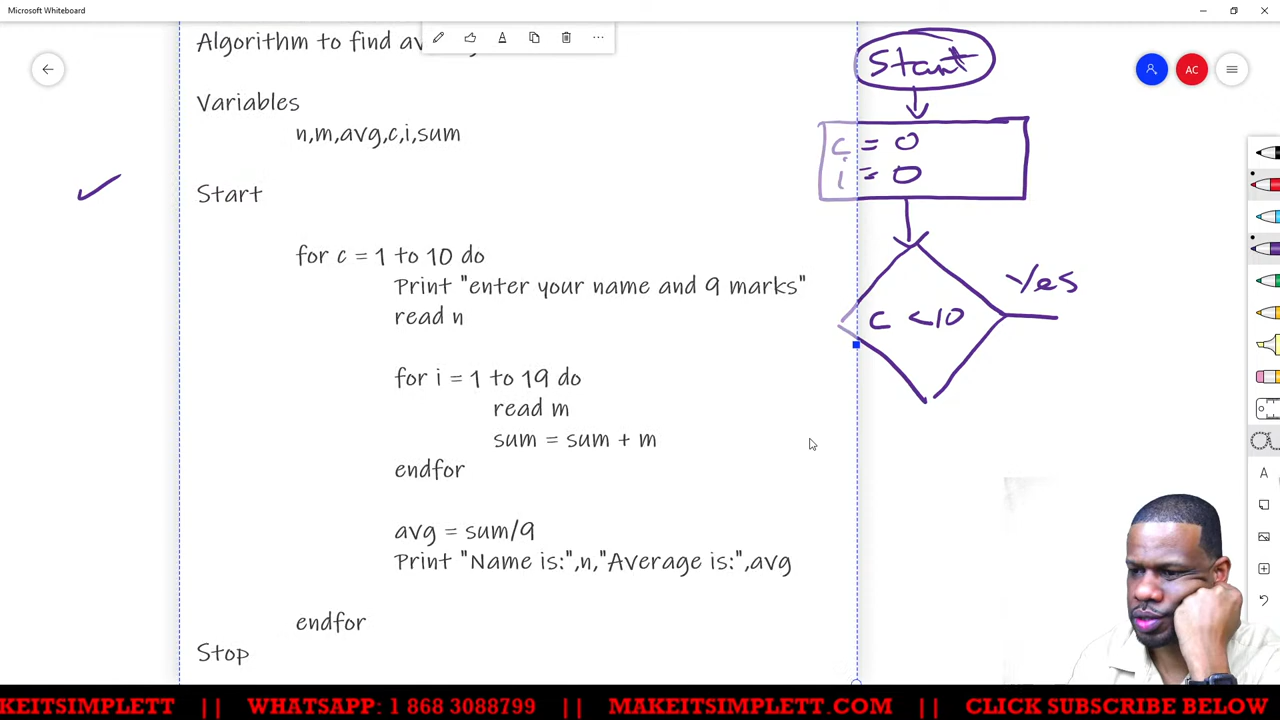 Microsoft Whiteboard
Algorithm to find av
Variables
n,m,avg,c,i,sum
Start
for c = 1 to 10 do
Print "enter your name and 9 marks"
read n
for i = 1 to 19 do
read m
sum = sum + m
endfor
avg = sum/9
Print "Name is:",n,"Average is:",avg
endfor
Stop
Start
c = 0
i = 0
c <10
Yes
AC
A
A
KEITSIMPLETT || WHATSAPP: 1 868 3088799 || MAKEITSIMPLETT.COM || CLICK SUBSCRIBE BELOW